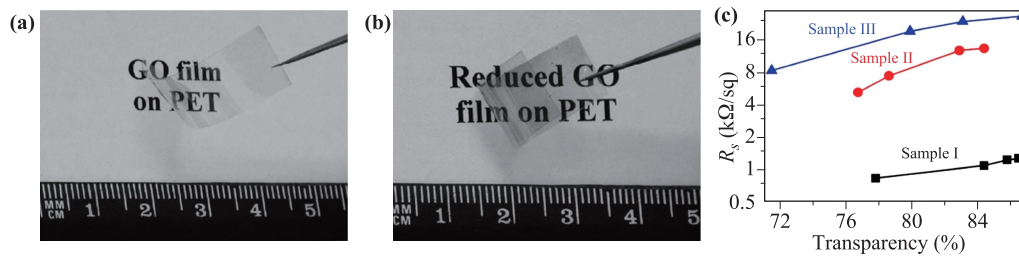 (a)
GO film
on PET
MM
CM
1
2
3
4
5
(b)
Reduced GO
film on PET
MM
CM
1
2
3
4
5
(c)
Sample III
Sample II
Sample I
16
8
4
2
1
0.5
R_s (kΩ/sq)
72
76
80
84
Transparency (%)